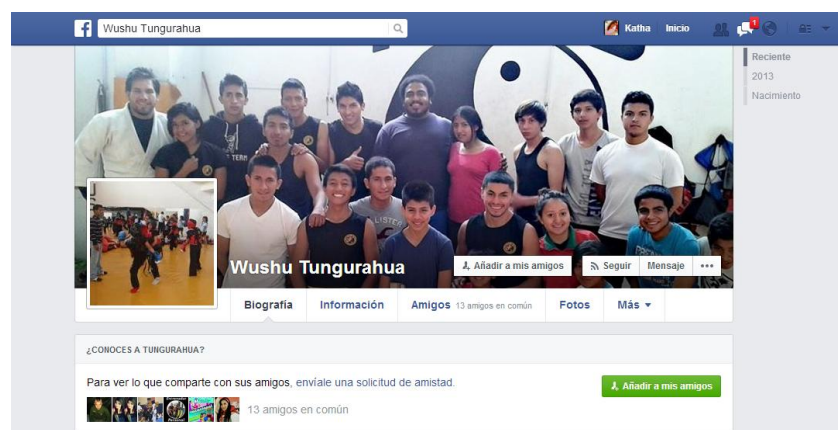 Wushu Tungurahua
Katha Inicio 1
Reciente
2013
Nacimiento
Wushu Tungurahua
Añadir a mis amigos Seguir Mensaje •••
Biografía Información Amigos 13 amigos en común Fotos Más
¿CONOCES A TUNGURAHUA?
Para ver lo que comparte con sus amigos, envíale una solicitud de amistad.
Añadir a mis amigos
13 amigos en común